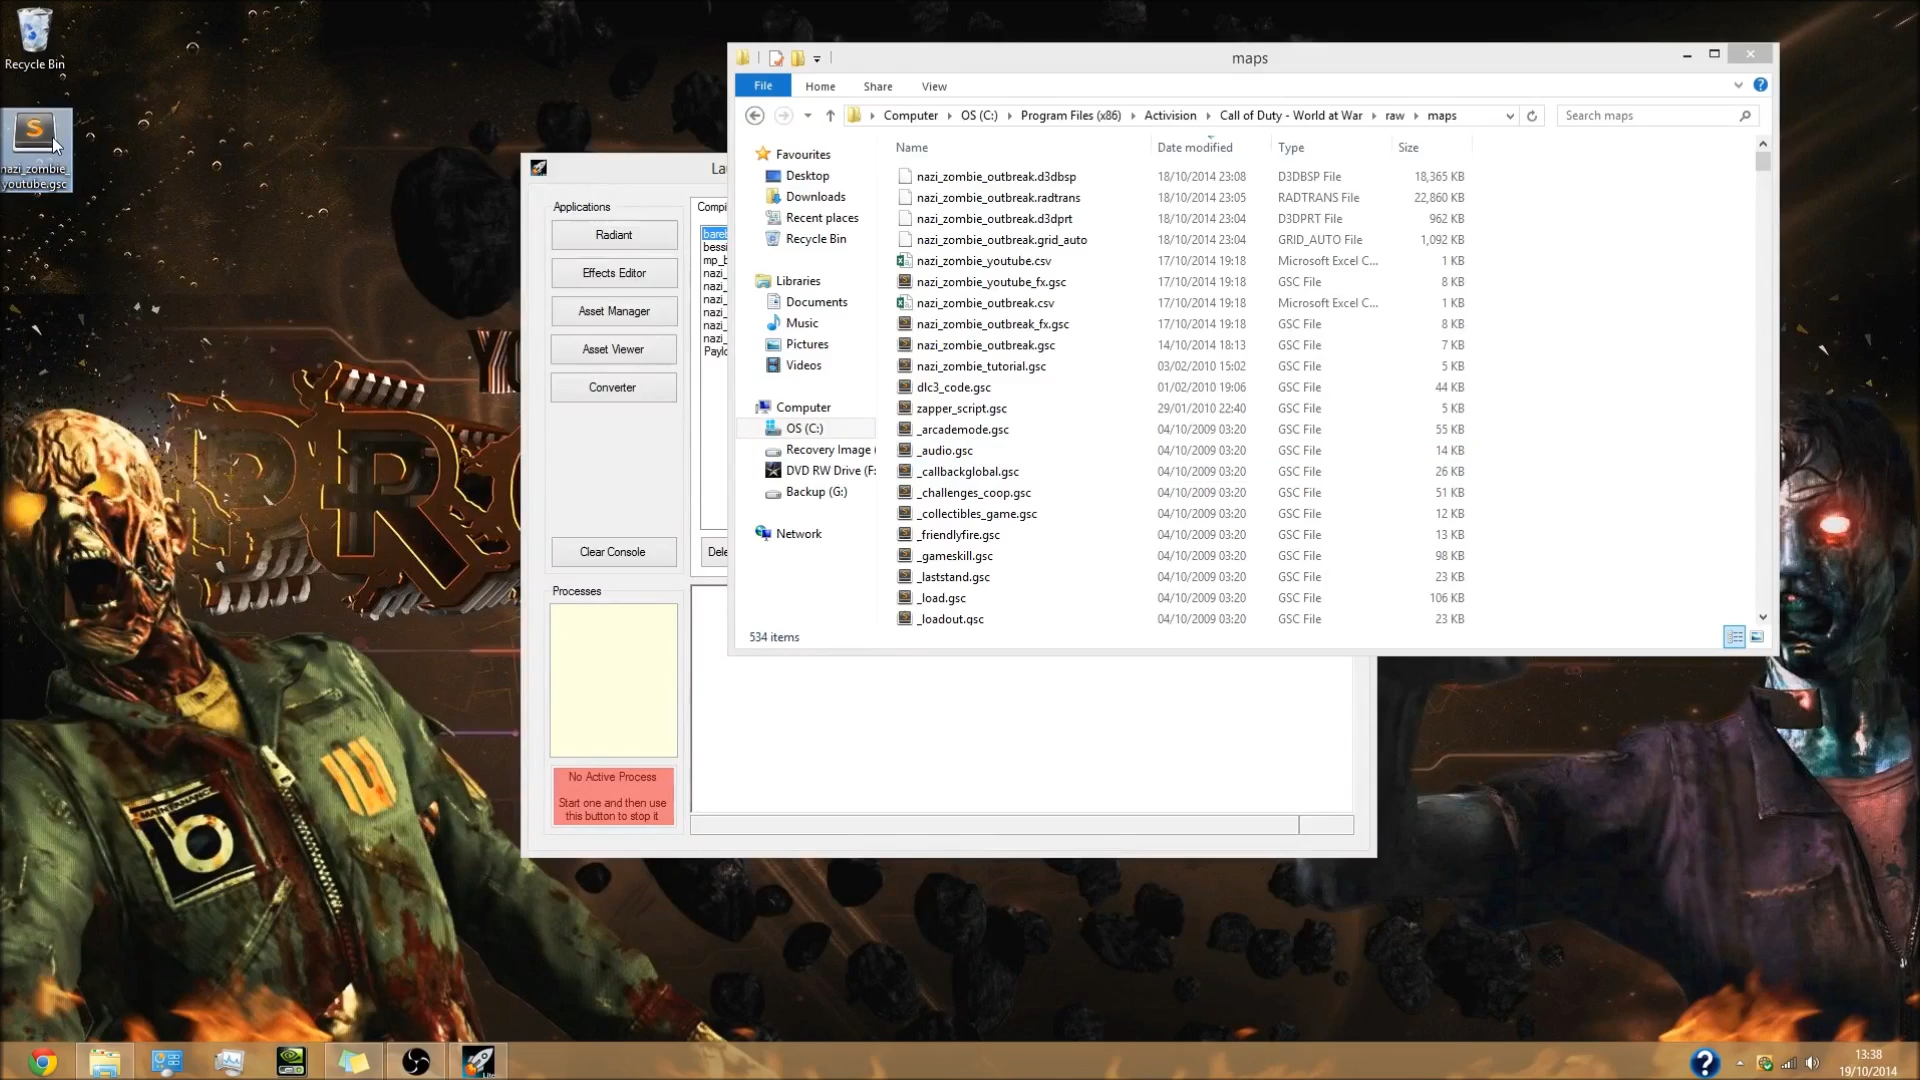 Recycle Bin
nazi_zombie_
youtube.gsc
maps
File
Home
Share
View
Computer
OS (C:)
Program Files (x86)
Activision
Call of Duty - World at War
raw
maps
Search maps
Favourites
Desktop
Downloads
Recent places
Recycle Bin
Libraries
Documents
Music
Pictures
Videos
Computer
OS (C:)
Recovery Image (
DVD RW Drive (F:
Backup (G:)
Network
Name Date modified Type Size
nazi_zombie_outbreak.d3dbsp 18/10/2014 23:08 D3DBSP File 18,365 KB
nazi_zombie_outbreak.radtrans 18/10/2014 23:05 RADTRANS File 22,860 KB
nazi_zombie_outbreak.d3dprt 18/10/2014 23:04 D3DPRT File 962 KB
nazi_zombie_outbreak.grid_auto 18/10/2014 23:04 GRID_AUTO File 1,092 KB
nazi_zombie_youtube.csv 17/10/2014 19:18 Microsoft Excel C... 1 KB
nazi_zombie_youtube_fx.gsc 17/10/2014 19:18 GSC File 8 KB
nazi_zombie_outbreak.csv 17/10/2014 19:18 Microsoft Excel C... 1 KB
nazi_zombie_outbreak_fx.gsc 17/10/2014 19:18 GSC File 8 KB
nazi_zombie_outbreak.gsc 14/10/2014 18:13 GSC File 7 KB
nazi_zombie_tutorial.gsc 03/02/2010 15:02 GSC File 5 KB
dlc3_code.gsc 01/02/2010 19:06 GSC File 44 KB
zapper_script.gsc 29/01/2010 22:40 GSC File 5 KB
_arcademode.gsc 04/10/2009 03:20 GSC File 55 KB
_audio.gsc 04/10/2009 03:20 GSC File 14 KB
_callbackglobal.gsc 04/10/2009 03:20 GSC File 26 KB
_challenges_coop.gsc 04/10/2009 03:20 GSC File 51 KB
_collectibles_game.gsc 04/10/2009 03:20 GSC File 12 KB
_friendlyfire.gsc 04/10/2009 03:20 GSC File 13 KB
_gameskill.gsc 04/10/2009 03:20 GSC File 98 KB
_laststand.gsc 04/10/2009 03:20 GSC File 23 KB
_load.gsc 04/10/2009 03:20 GSC File 106 KB
_loadout.gsc 04/10/2009 03:20 GSC File 23 KB
534 items
La
Applications
Radiant
Effects Editor
Asset Manager
Asset Viewer
Converter
Clear Console
Compi
bareb
bessi
mp_b
nazi_
nazi_
nazi_
nazi_
nazi_
nazi_
Paylo
Dele
Processes
No Active Process
Start one and then use
this button to stop it
MAINTANANCE
13:38
19/10/2014